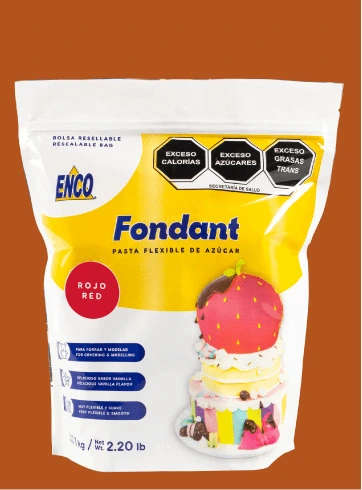 BOLSA RESELLABLE
RESEALABLE BAG
EXCESO
CALORÍAS
EXCESO
AZÚCARES
EXCESO
GRASAS
TRANS
SECRETARÍA DE SALUD
ENCO
Fondant
PASTA FLEXIBLE DE AZÚCAR
ROJO
RED
PARA FORRAR Y MODELAR
FOR COVERING & MODELLING
DELICIOSO SABOR VAINILLA
DELICIOUS VANILLA FLAVOR
MUY FLEXIBLE Y SUAVE
VERY FLEXIBLE & SMOOTH
1 kg / Net Wt. 2.20 lb